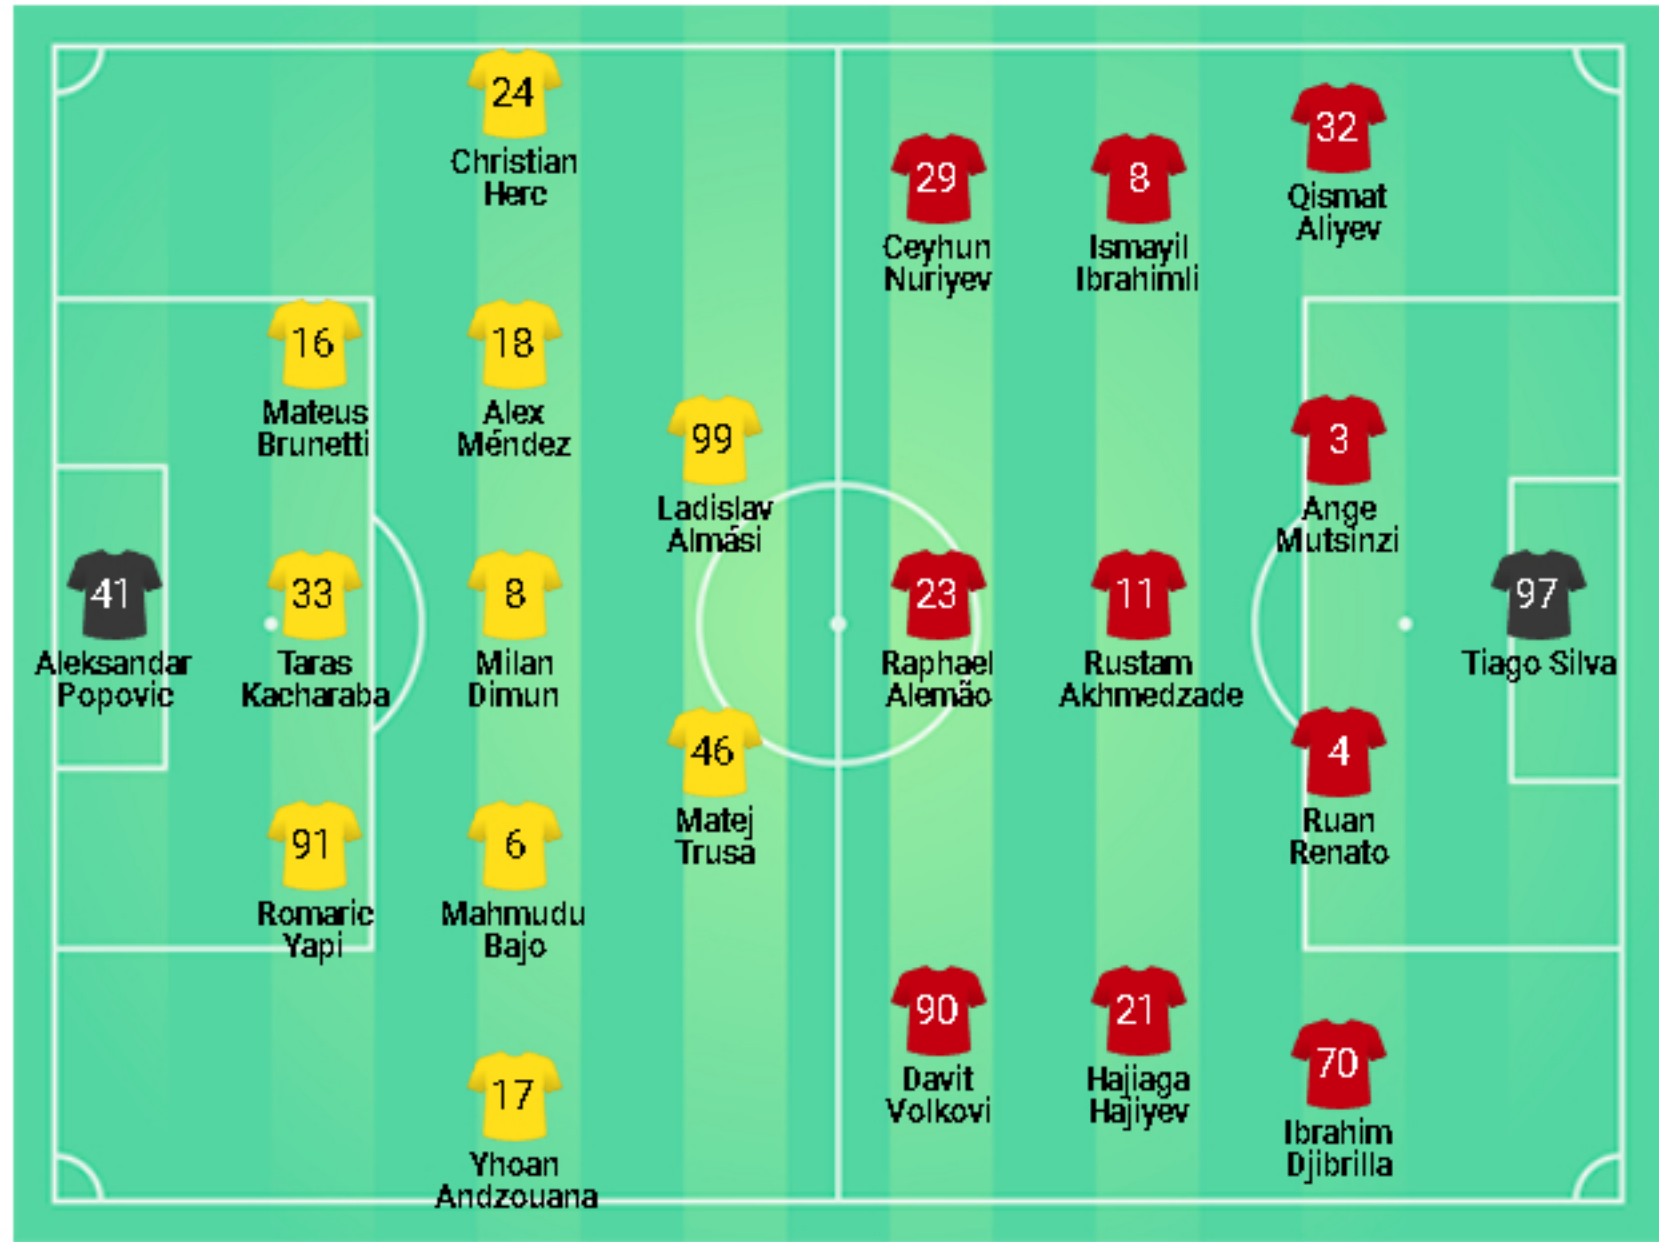 24
Christian
Herc
16
Mateus
Brunetti
18
Alex
Méndez
99
Ladislav
Almási
41
Aleksandar
Popovic
33
Taras
Kacharaba
8
Milan
Dimun
46
Matej
Trusa
91
Romaric
Yapi
6
Mahmudu
Bajo
17
Yhoan
Andzouana
29
Ceyhun
Nuriyev
8
Ismayil
Ibrahimli
32
Qismat
Aliyev
3
Ange
Mutsinzi
23
Raphael
Alemão
11
Rustam
Akhmedzade
97
Tiago Silva
4
Ruan
Renato
90
Davit
Volkovi
21
Hajiaga
Hajiyev
70
Ibrahim
Djibrilla